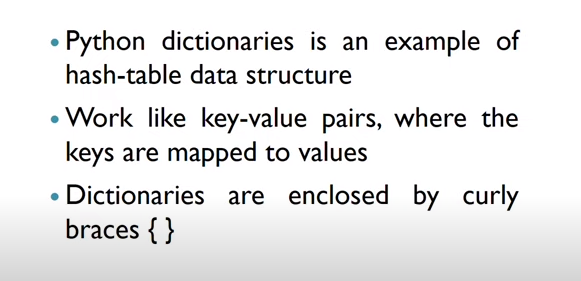 • Python dictionaries is an example of
hash-table data structure
• Work like key-value pairs, where the
keys are mapped to values
• Dictionaries are enclosed by curly
braces { }